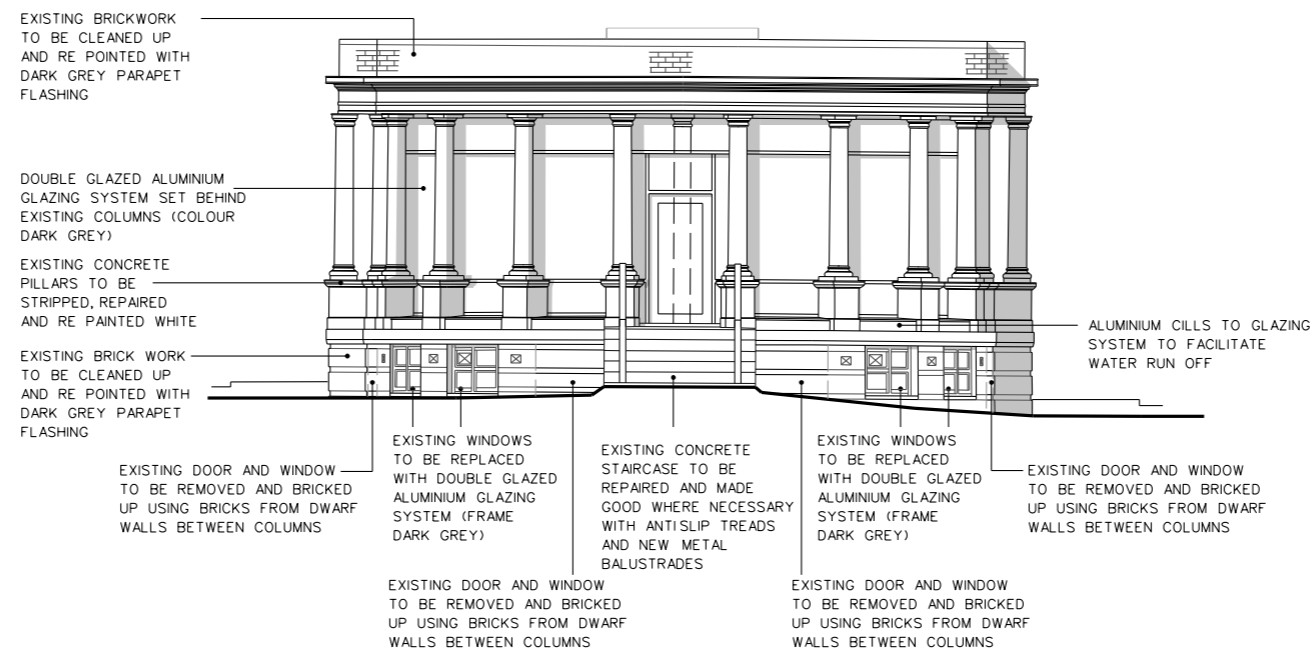 EXISTING BRICKWORK
TO BE CLEANED UP
AND RE POINTED WITH
DARK GREY PARAPET
FLASHING
DOUBLE GLAZED ALUMINIUM
GLAZING SYSTEM SET BEHIND
EXISTING COLUMNS (COLOUR
DARK GREY)
EXISTING CONCRETE
PILLARS TO BE
STRIPPED, REPAIRED
AND RE PAINTED WHITE
EXISTING BRICK WORK
TO BE CLEANED UP
AND RE POINTED WITH
DARK GREY PARAPET
FLASHING
ALUMINIUM CILLS TO GLAZING
SYSTEM TO FACILITATE
WATER RUN OFF
EXISTING DOOR AND WINDOW
TO BE REMOVED AND BRICKED
UP USING BRICKS FROM DWARF
WALLS BETWEEN COLUMNS
EXISTING WINDOWS
TO BE REPLACED
WITH DOUBLE GLAZED
ALUMINIUM GLAZING
SYSTEM (FRAME
DARK GREY)
EXISTING CONCRETE
STAIRCASE TO BE
REPAIRED AND MADE
GOOD WHERE NECESSARY
WITH ANTISLIP TREADS
AND NEW METAL
BALUSTRADES
EXISTING WINDOWS
TO BE REPLACED
WITH DOUBLE GLAZED
ALUMINIUM GLAZING
SYSTEM (FRAME
DARK GREY)
EXISTING DOOR AND WINDOW
TO BE REMOVED AND BRICKED
UP USING BRICKS FROM DWARF
WALLS BETWEEN COLUMNS
EXISTING DOOR AND WINDOW
TO BE REMOVED AND BRICKED
UP USING BRICKS FROM DWARF
WALLS BETWEEN COLUMNS
EXISTING DOOR AND WINDOW
TO BE REMOVED AND BRICKED
UP USING BRICKS FROM DWARF
WALLS BETWEEN COLUMNS